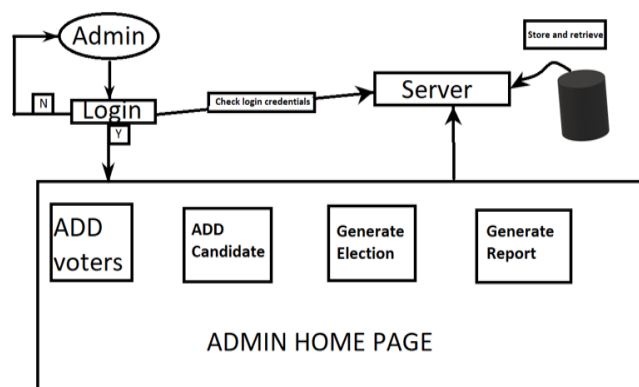 Admin
Store and retrieve
N
Login
Check login credentials
Server
Y
ADD
voters
ADD
Candidate
Generate
Election
Generate
Report
ADMIN HOME PAGE